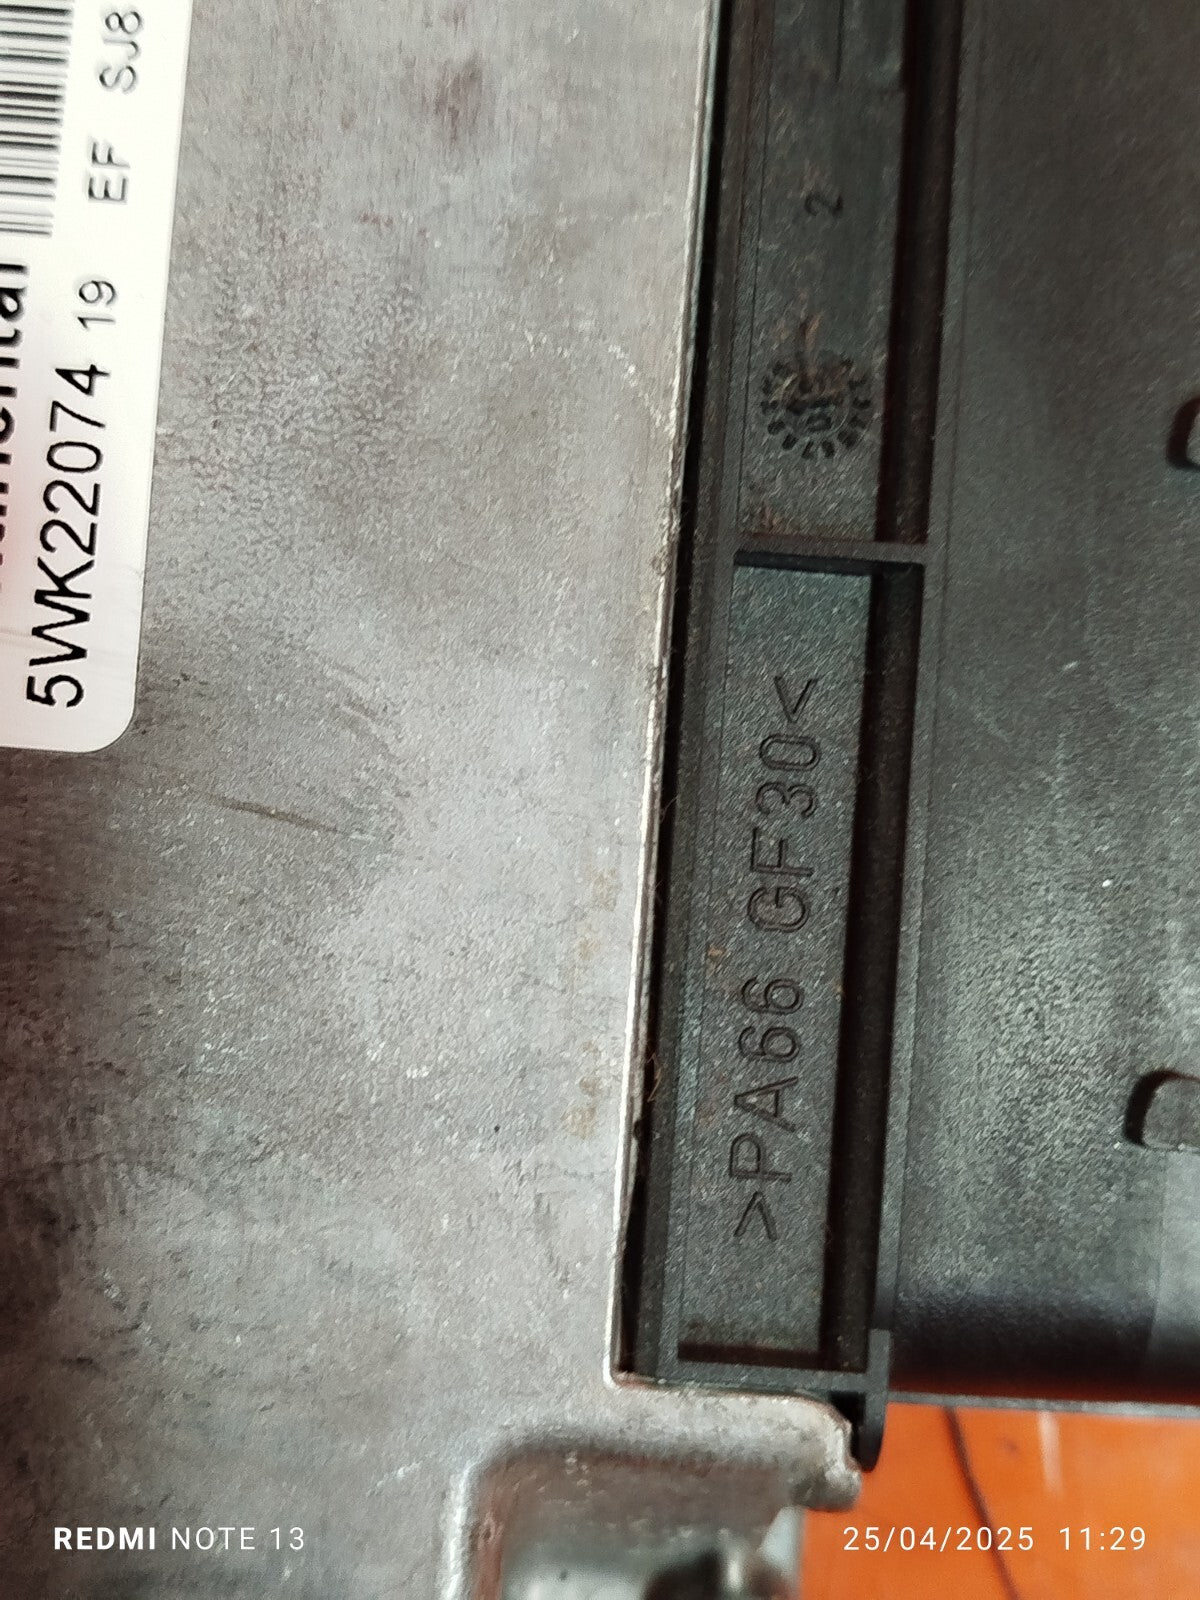 5WK22074 19 EF SJ8
2
>PA66 GF30<
REDMI NOTE 13
25/04/2025 11:29